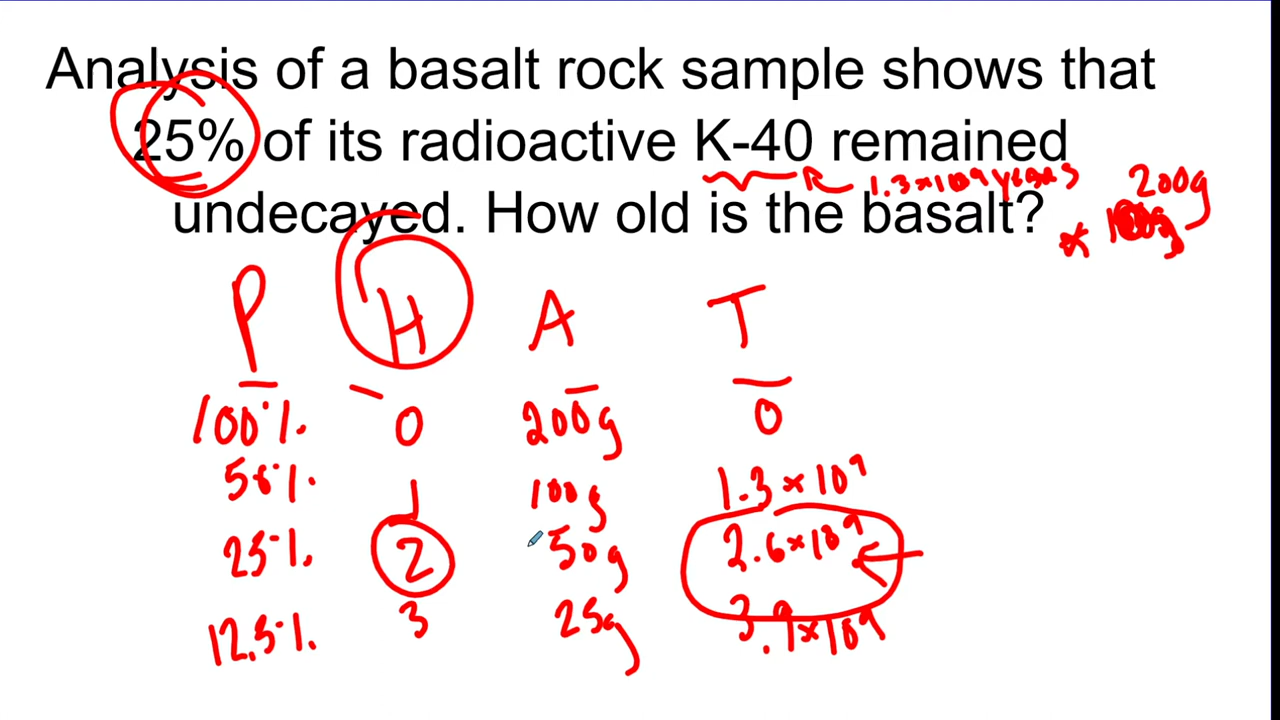 Analysis of a basalt rock sample shows that
25% of its radioactive K-40 remained
1.3×10⁹ years 200g
undecayed. How old is the basalt?
P H A T
100% 0 200g 0
50% 1 100g 1.3×10⁹
25% 2 50g 2.6×10⁹
12.5% 3 25g 3.9×10⁹